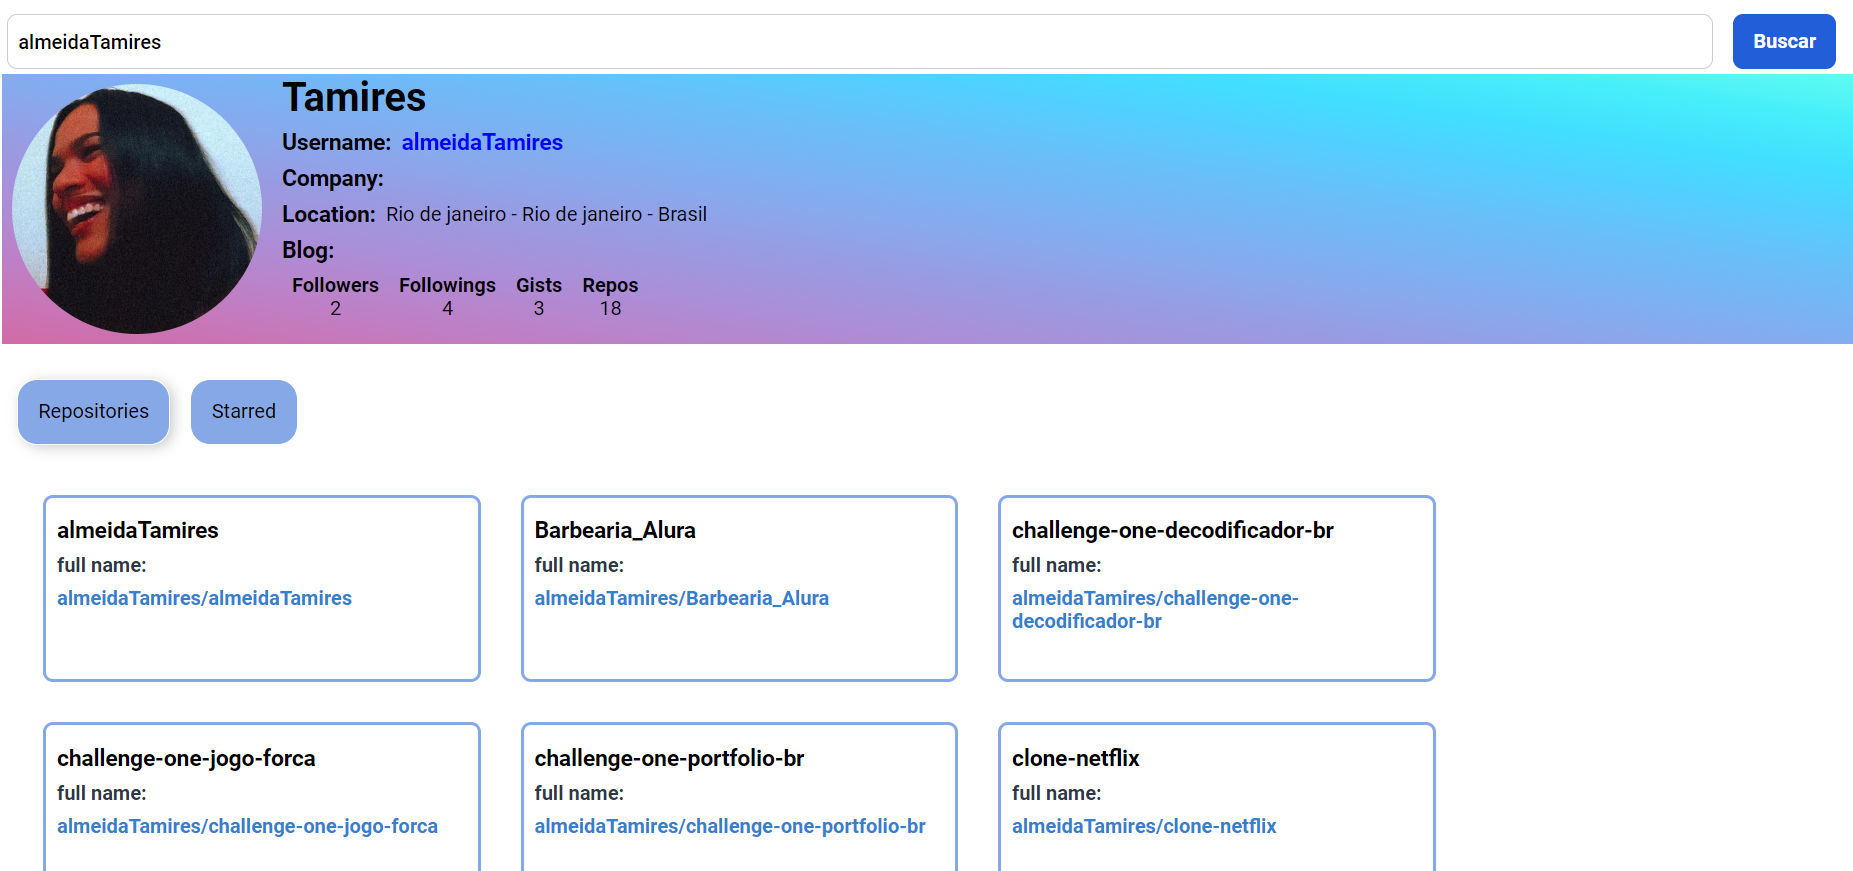 almeidaTamires
Buscar
Tamires
Username: almeidaTamires
Company:
Location: Rio de janeiro - Rio de janeiro - Brasil
Blog:
Followers Followings Gists Repos
2 4 3 18
Repositories Starred
almeidaTamires
full name:
almeidaTamires/almeidaTamires
Barbearia_Alura
full name:
almeidaTamires/Barbearia_Alura
challenge-one-decodificador-br
full name:
almeidaTamires/challenge-one-
decodificador-br
challenge-one-jogo-forca
full name:
almeidaTamires/challenge-one-jogo-forca
challenge-one-portfolio-br
full name:
almeidaTamires/challenge-one-portfolio-br
clone-netflix
full name:
almeidaTamires/clone-netflix